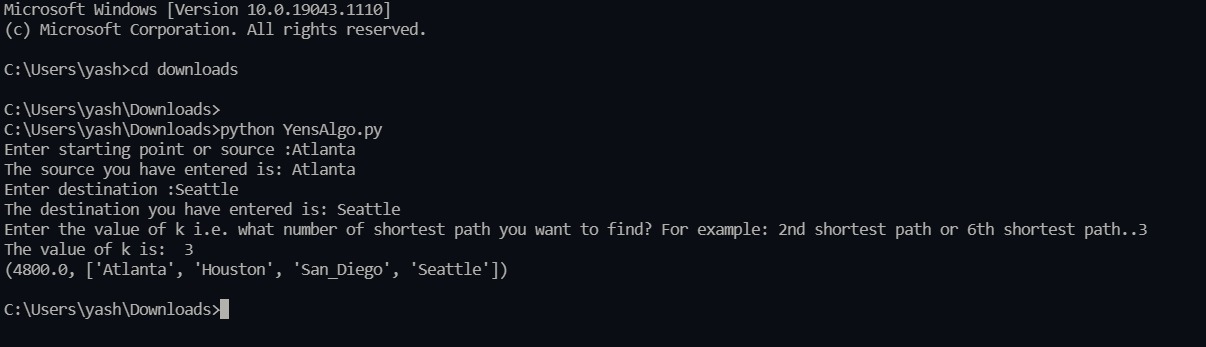 Microsoft Windows [Version 10.0.19043.1110]
(c) Microsoft Corporation. All rights reserved.
C:\Users\yash>cd downloads
C:\Users\yash\Downloads>
C:\Users\yash\Downloads>python YensAlgo.py
Enter starting point or source :Atlanta
The source you have entered is: Atlanta
Enter destination :Seattle
The destination you have entered is: Seattle
Enter the value of k i.e. what number of shortest path you want to find? For example: 2nd shortest path or 6th shortest path..3
The value of k is:  3
(4800.0, ['Atlanta', 'Houston', 'San_Diego', 'Seattle'])
C:\Users\yash\Downloads>